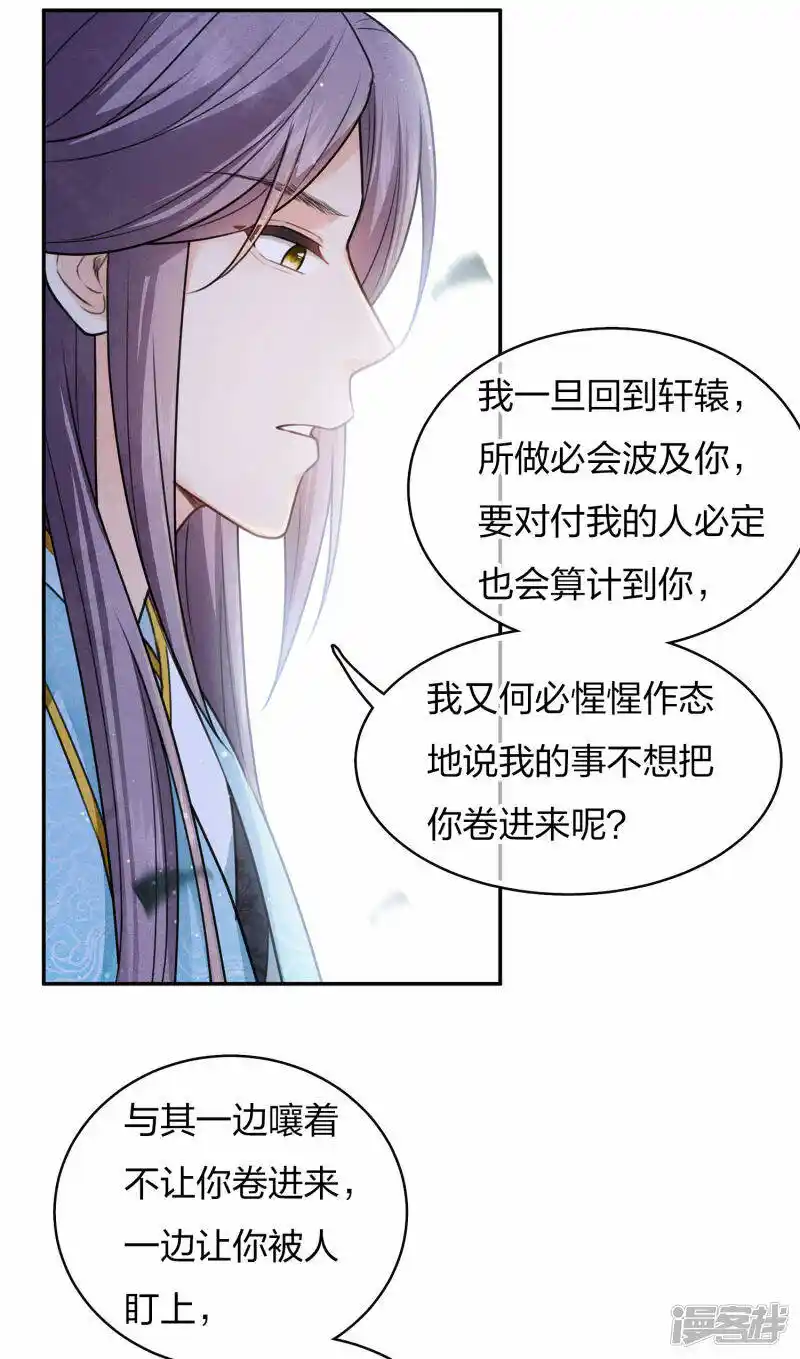 我一旦回到轩辕，
所做必会波及你，
要对付我的人必定
也会算计到你，
我又何必惺惺作态
地说我的事不想把
你卷进来呢？
与其一边嚷着
不让你卷进来，
一边让你被人
盯上，
漫客栈